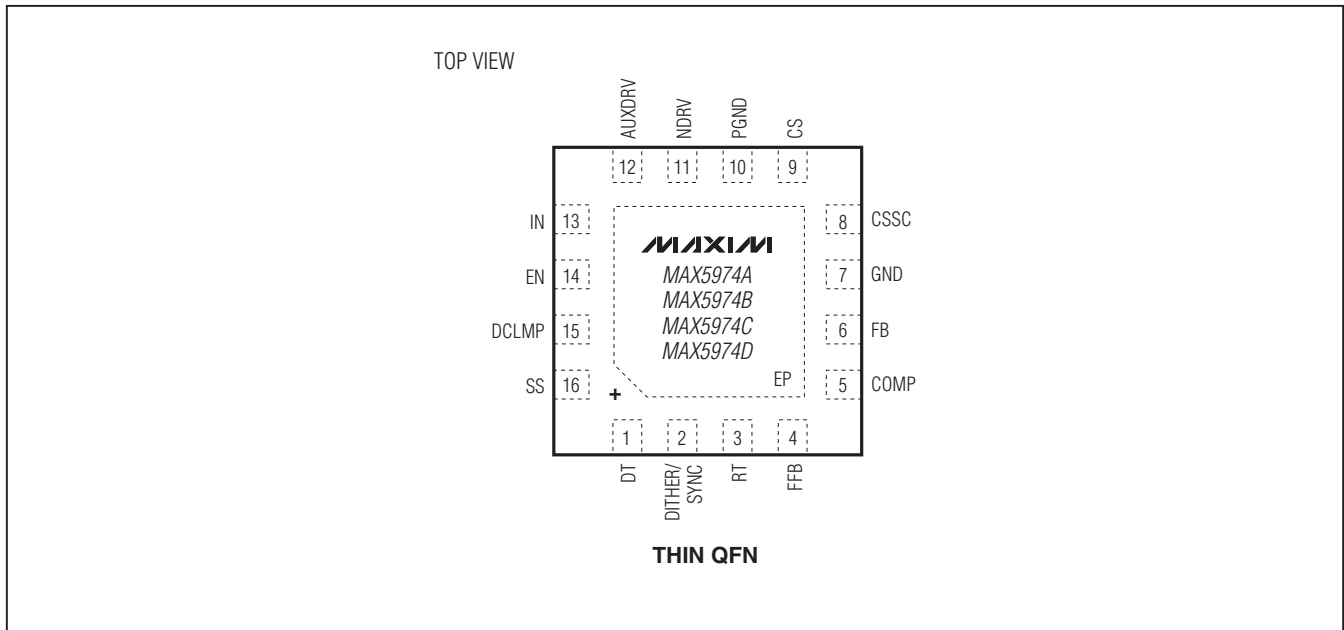 TOP VIEW
AUXDRV
NDRV
PGND
CS
12
11
10
9
IN
13
EN
14
DCLMP
15
SS
16
MAXIM
MAX5974A
MAX5974B
MAX5974C
MAX5974D
EP
+
8
CSSC
7
GND
6
FB
5
COMP
1
2
3
4
DT
DITHER/
SYNC
RT
FFB
THIN QFN